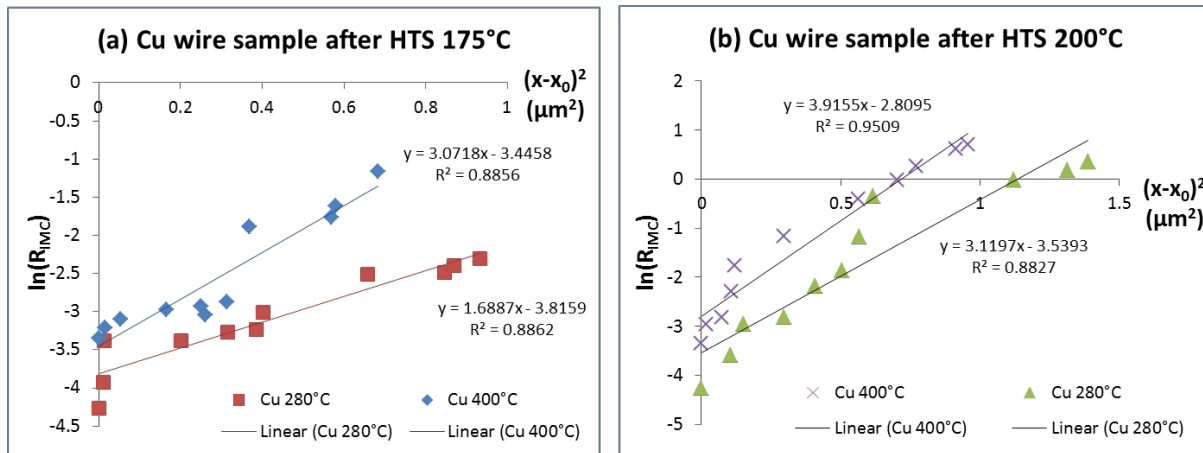 (a) Cu wire sample after HTS 175°C
0
0 0.2 0.4 0.6 0.8 1
(x-x₀)²
(µm²)
-0.5
-1
-1.5
-2
-2.5
-3
-3.5
-4
-4.5
ln(R_IMC)
y = 3.0718x - 3.4458
R² = 0.8856
y = 1.6887x - 3.8159
R² = 0.8862
Cu 280°C
Cu 400°C
Linear (Cu 280°C)
Linear (Cu 400°C)
(b) Cu wire sample after HTS 200°C
2
1
0
-1
-2
-3
-4
-5
ln(R_IMC)
0 0.5 1 1.5
(x-x₀)²
(µm²)
y = 3.9155x - 2.8095
R² = 0.9509
y = 3.1197x - 3.5393
R² = 0.8827
Cu 400°C
Cu 280°C
Linear (Cu 400°C)
Linear (Cu 280°C)